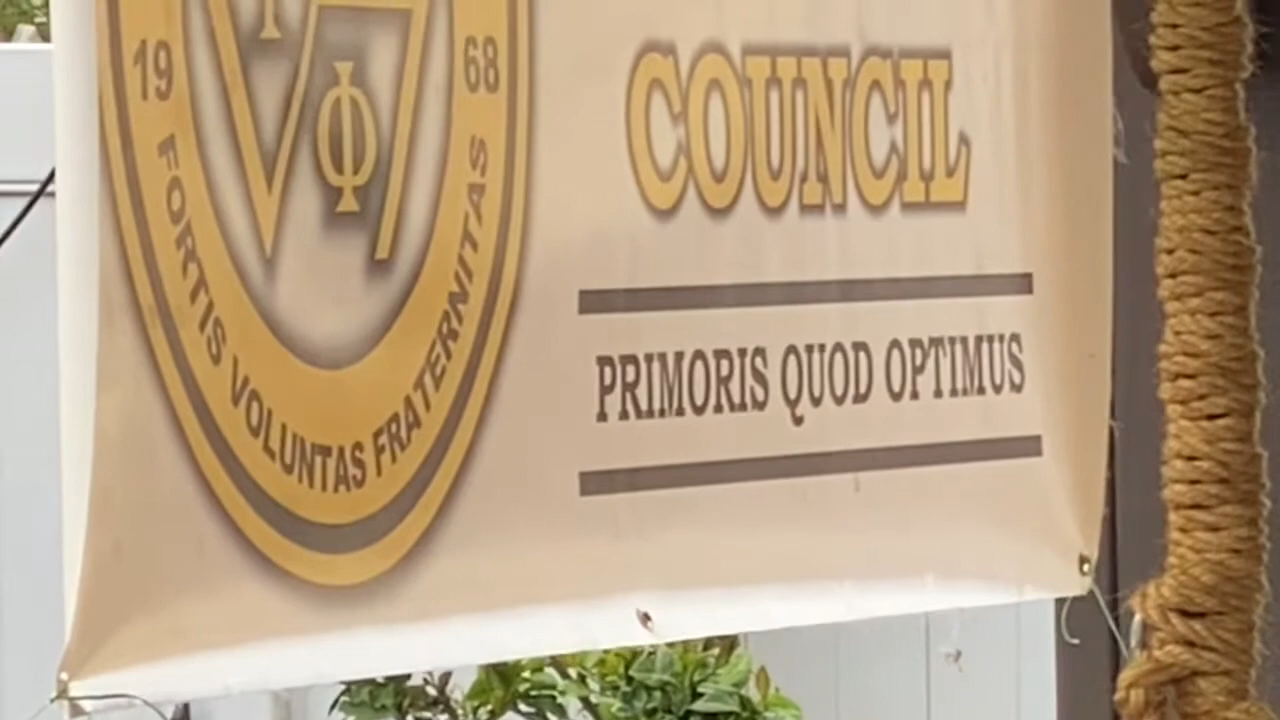 19 68
Φ
FORTIS VOLUNTAS FRATERNITAS
COUNCIL
PRIMORIS QUOD OPTIMUS